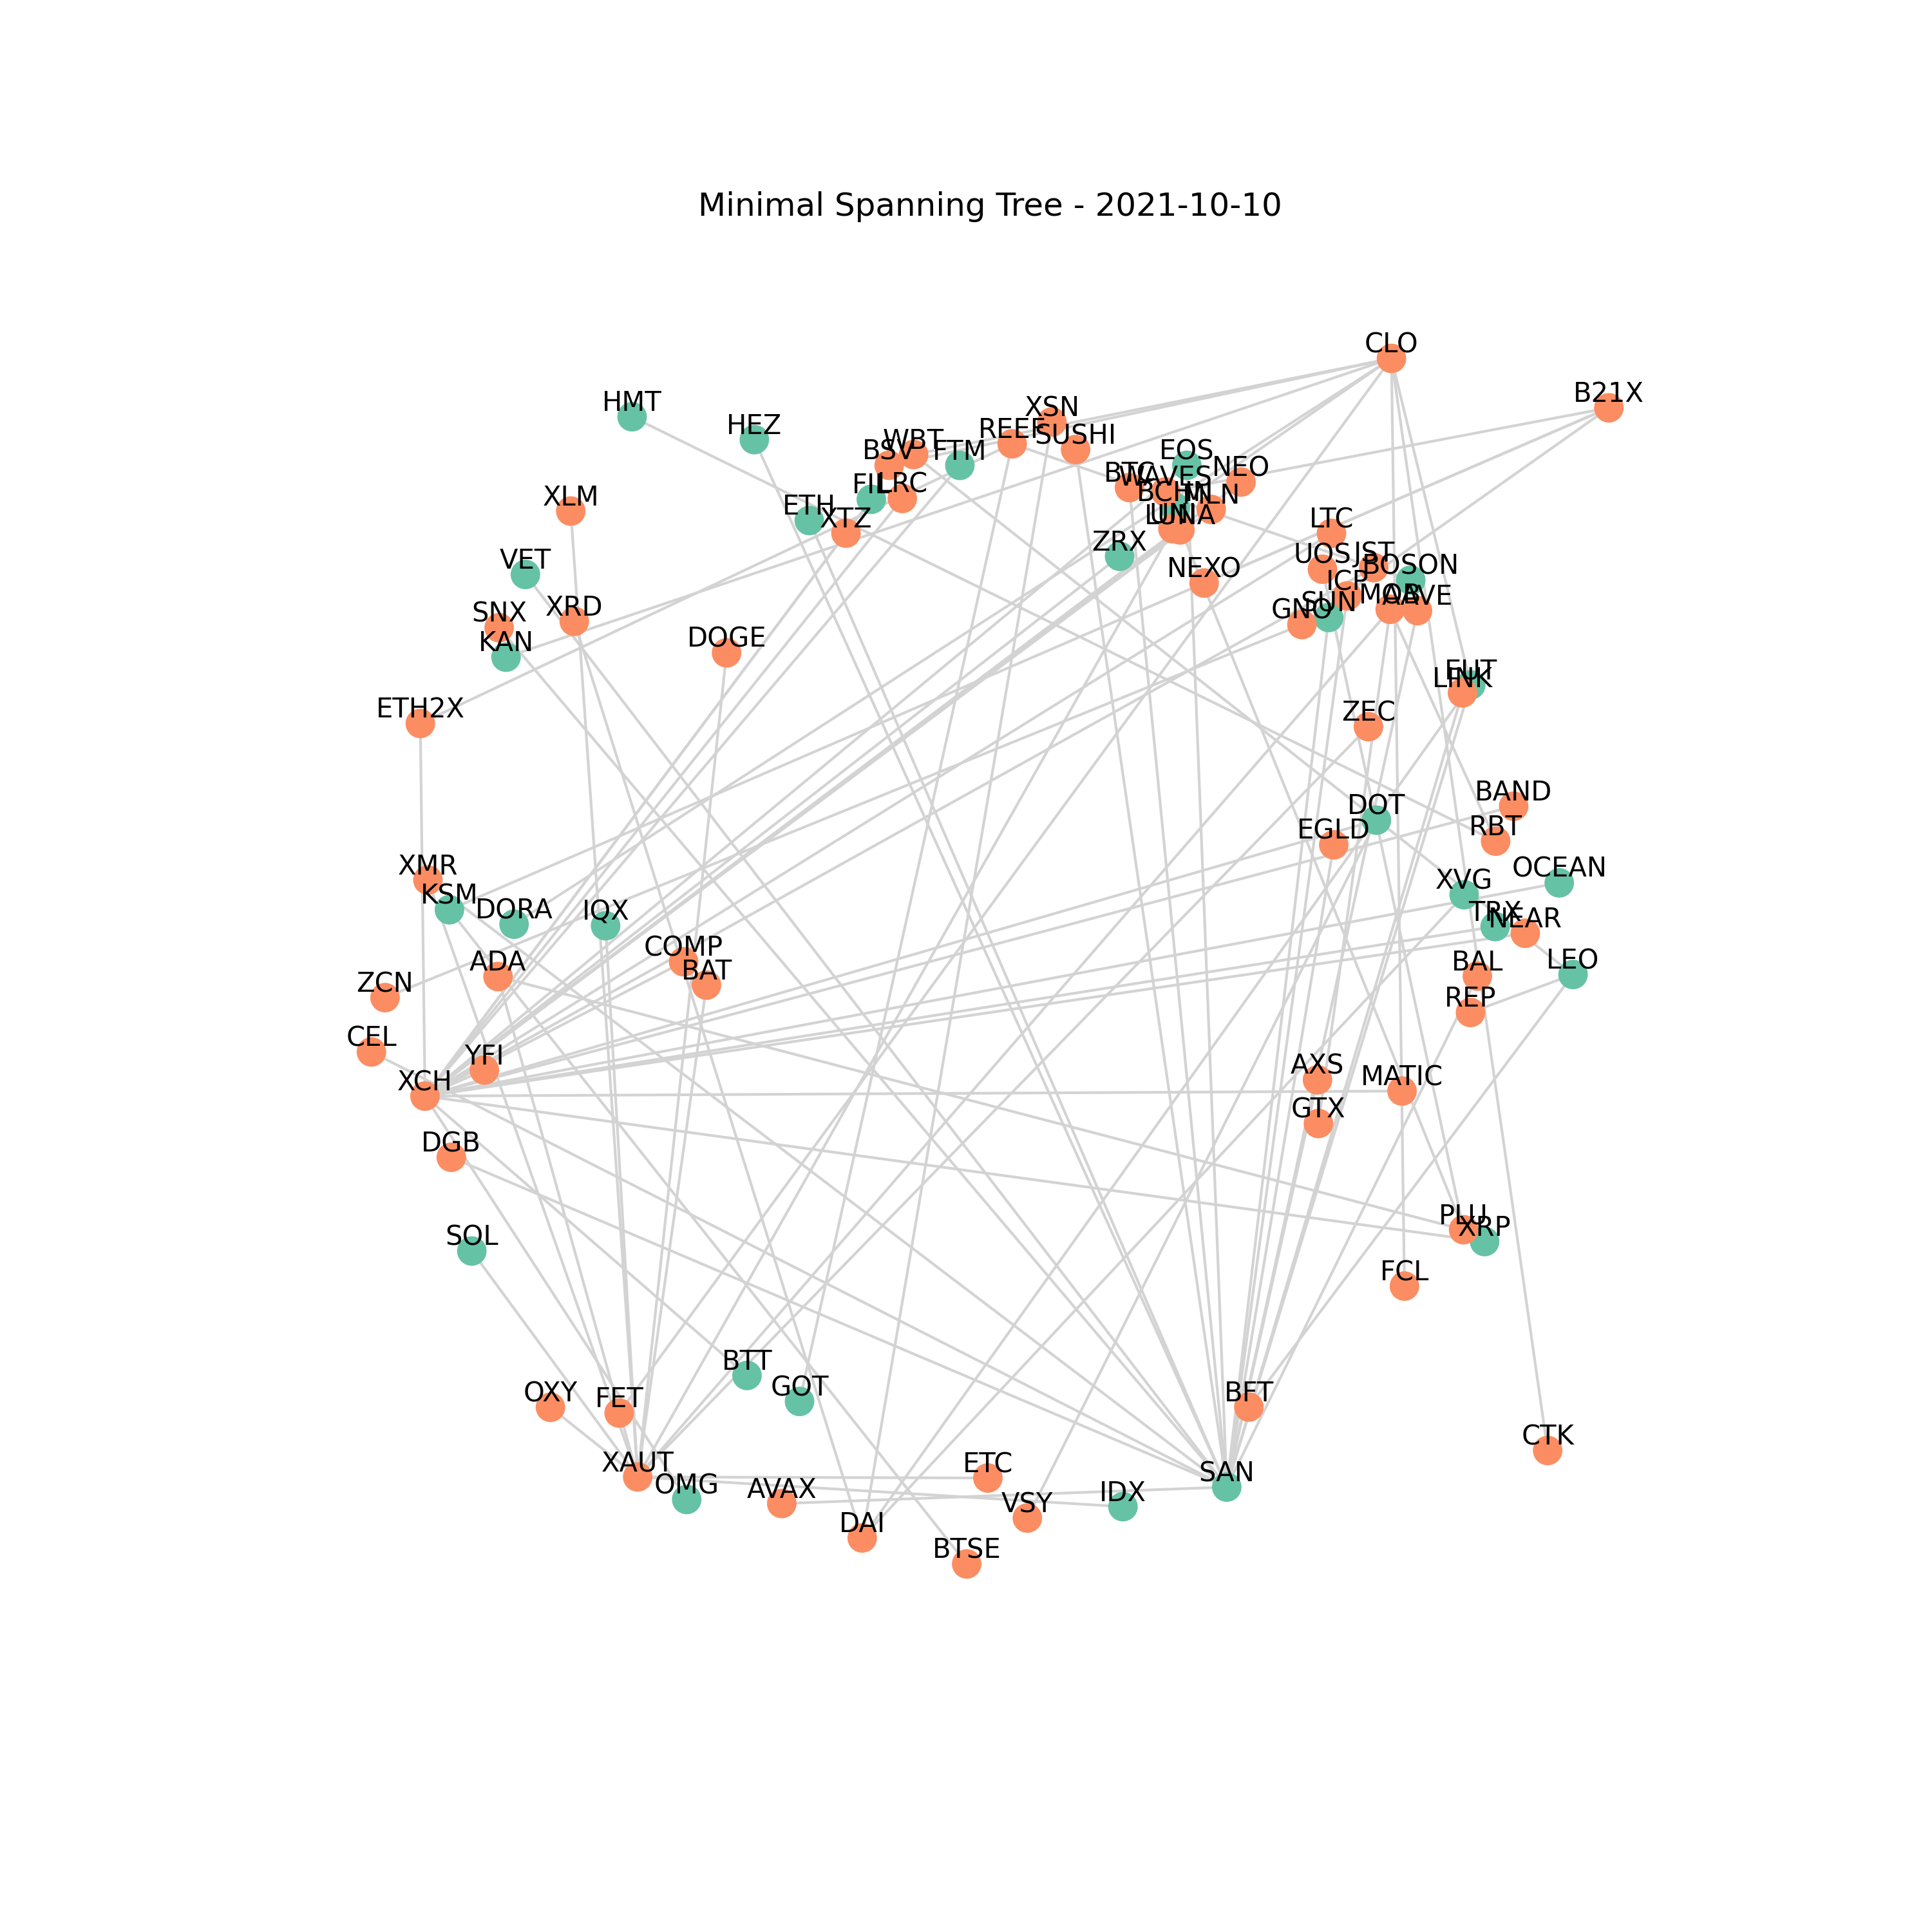 Minimal Spanning Tree - 2021-10-10
CLO
B21X
HMT
XSN
HEZ
REEF
SUSHI
WBT
BSV
FTM
EOS
NEO
BTC
WAVES
FIL
LRC
BCH
MLN
XLM
ETH
XTZ
UNI
LUNA
LTC
ZRX
UOS
JST
VET
NEXO
BOSON
ICP
SNX
XRD
SUN
MOB
AAVE
GNO
KAN
DOGE
LINK
ETH2X
ZEC
BAND
DOT
EGLD
RBT
XMR
OCEAN
XVG
KSM
DORA
IQX
TRX
NEAR
COMP
ADA
BAT
BAL
LEO
ZCN
REP
CEL
YFI
AXS
XCH
MATIC
GTX
DGB
PLU
XRP
SOL
FCL
BTT
GOT
OXY
FET
BFT
CTK
XAUT
ETC
SAN
OMG
AVAX
VSY
IDX
DAI
BTSE